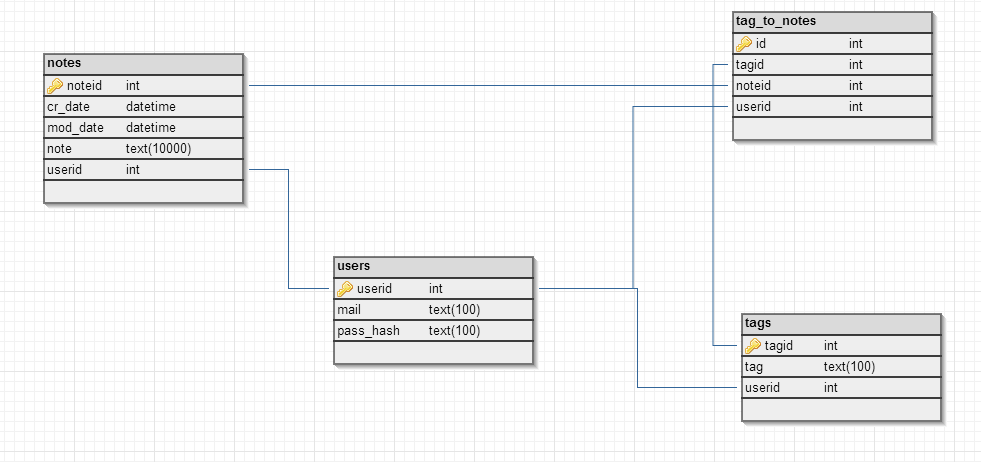 notes
noteid int
cr_date datetime
mod_date datetime
note text(10000)
userid int
tag_to_notes
id int
tagid int
noteid int
userid int
users
userid int
mail text(100)
pass_hash text(100)
tags
tagid int
tag text(100)
userid int